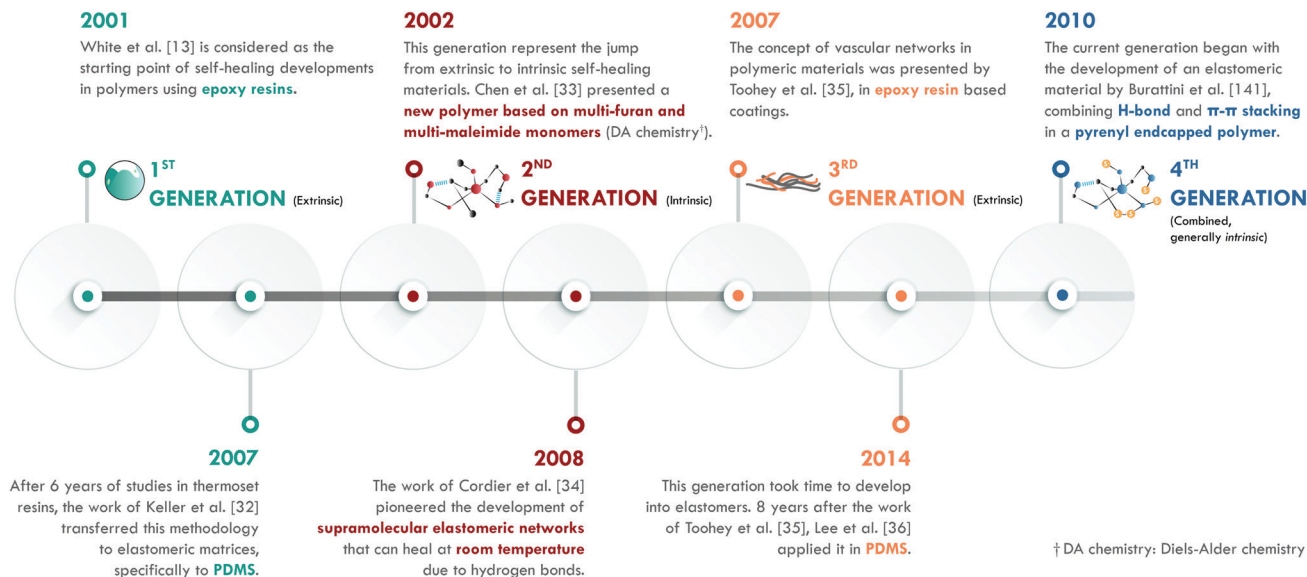 2001
White et al. [13] is considered as the
starting point of self-healing developments
in polymers using epoxy resins.
1ST
GENERATION (Extrinsic)
2002
This generation represent the jump
from extrinsic to intrinsic self-healing
materials. Chen et al. [33] presented a
new polymer based on multi-furan and
multi-maleimide monomers (DA chemistry†).
2ND
GENERATION (Intrinsic)
2007
The concept of vascular networks in
polymeric materials was presented by
Toohey et al. [35], in epoxy resin based
coatings.
3RD
GENERATION (Extrinsic)
2010
The current generation began with
the development of an elastomeric
material by Burattini et al. [141],
combining H-bond and π-π stacking
in a pyrenyl endcapped polymer.
4TH
GENERATION
(Combined,
generally intrinsic)
2007
After 6 years of studies in thermoset
resins, the work of Keller et al. [32]
transferred this methodology
to elastomeric matrices,
specifically to PDMS.
2008
The work of Cordier et al. [34]
pioneered the development of
supramolecular elastomeric networks
that can heal at room temperature
due to hydrogen bonds.
2014
This generation took time to develop
into elastomers. 8 years after the work
of Toohey et al. [35], Lee et al. [36]
applied it in PDMS.
† DA chemistry: Diels-Alder chemistry